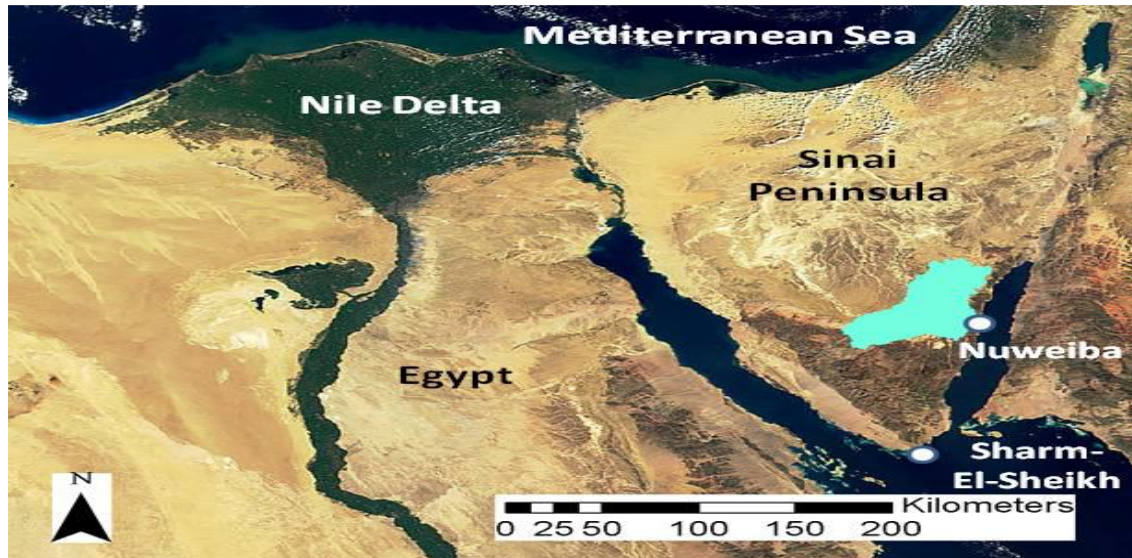 Mediterranean Sea
Nile Delta
Sinai
Peninsula
Nuweiba
Egypt
Sharm-
El-Sheikh
N
Kilometers
0 25 50 100 150 200